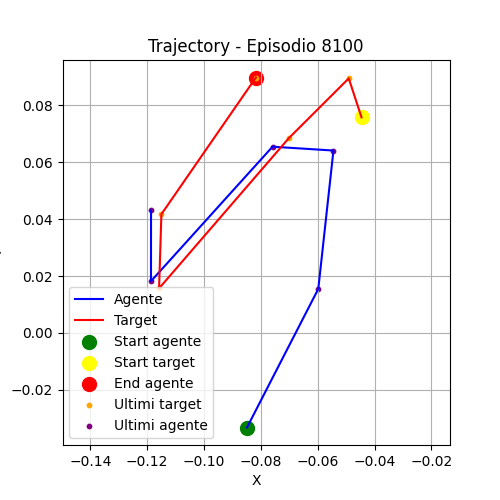 Trajectory - Episodio 8100
0.08
0.06
0.04
0.02
0.00
−0.02
Agente
Target
Start agente
Start target
End agente
Ultimi target
Ultimi agente
−0.14 −0.12 −0.10 −0.08 −0.06 −0.04 −0.02
X